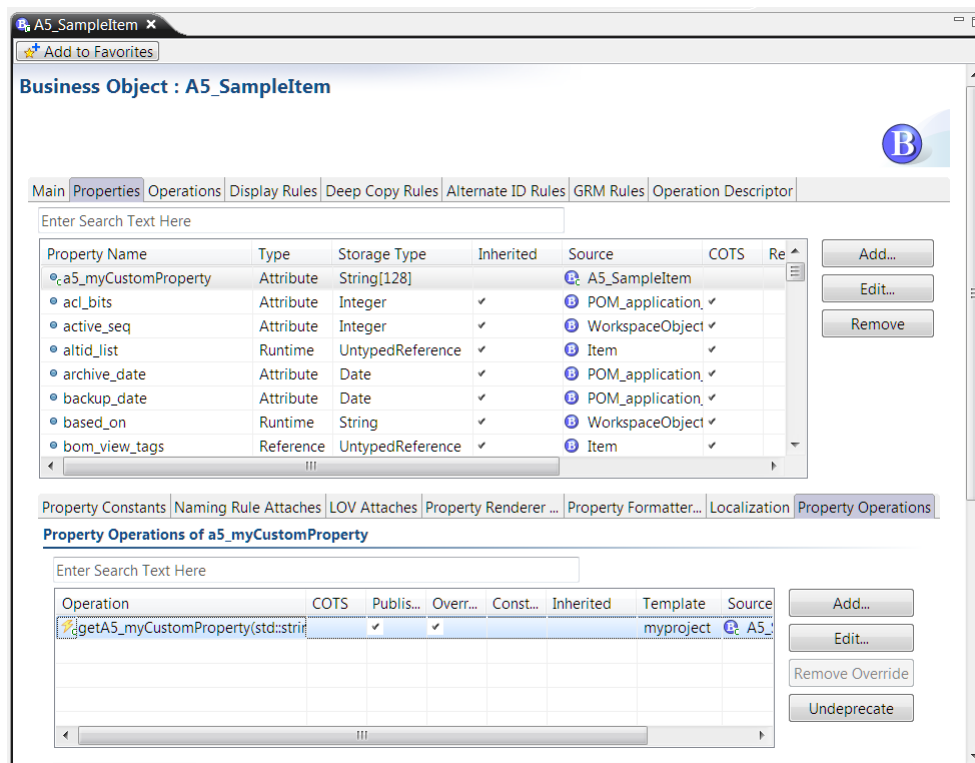 A5_SampleItem
Add to Favorites
Business Object : A5_SampleItem
B
Main Properties Operations Display Rules Deep Copy Rules Alternate ID Rules GRM Rules Operation Descriptor
Enter Search Text Here
Property Name Type Storage Type Inherited Source COTS Re
a5_myCustomProperty Attribute String[128] A5_SampleItem
acl_bits Attribute Integer ✔ POM_application_ ✔
active_seq Attribute Integer ✔ WorkspaceObject ✔
altid_list Runtime UntypedReference ✔ Item ✔
archive_date Attribute Date ✔ POM_application_ ✔
backup_date Attribute Date ✔ POM_application_ ✔
based_on Runtime String ✔ WorkspaceObject ✔
bom_view_tags Reference UntypedReference ✔ Item ✔
Add...
Edit...
Remove
Property Constants Naming Rule Attaches LOV Attaches Property Renderer ... Property Formatter... Localization Property Operations
Property Operations of a5_myCustomProperty
Enter Search Text Here
Operation COTS Publis... Overr... Const... Inherited Template Source
getA5_myCustomProperty(std::strin ✔ ✔ myproject A5_
Add...
Edit...
Remove Override
Undeprecate